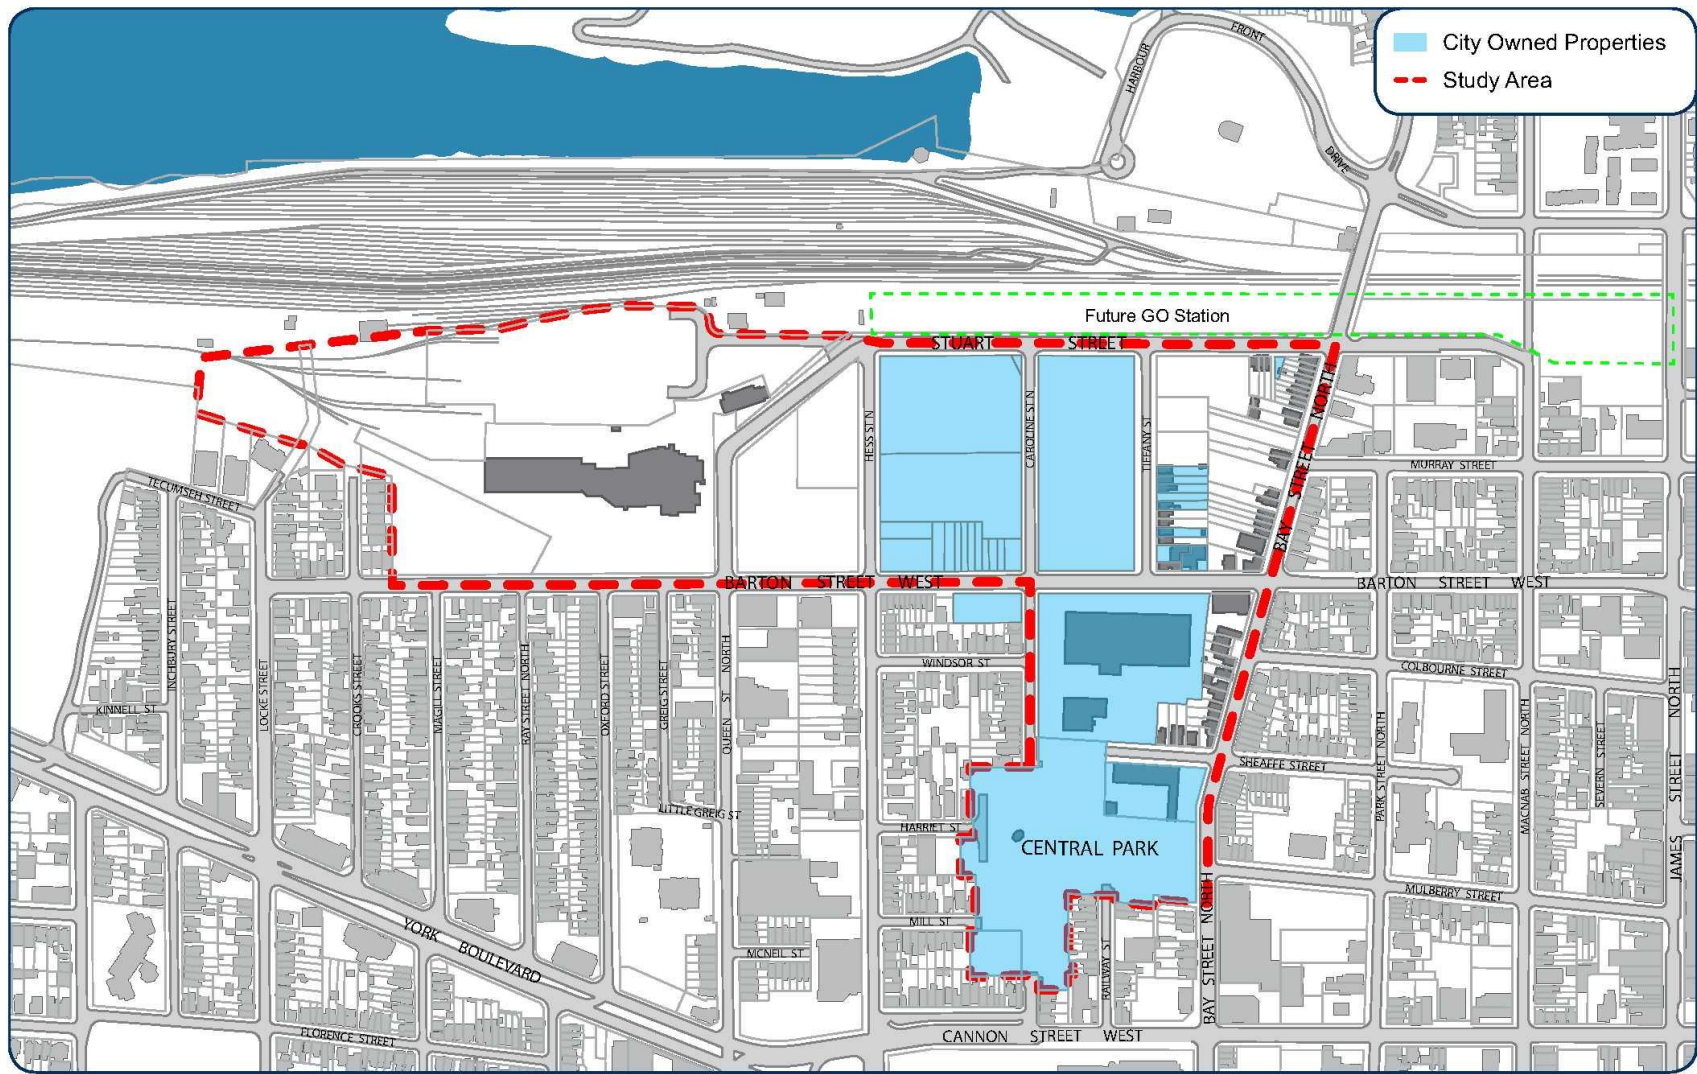 FRONT
City Owned Properties
HARBOUR
Study Area
DRIVE
Future GO Station
STUART STREET
HESS ST N
CAROLINE ST N
TIFFANY ST
BAY STREET NORTH
MURRAY STREET
TECUMSEH STREET
BARTON STREET WEST
BARTON STREET WEST
INCHBURY STREET
LOCKE STREET
CROOKS STREET
MAGILL STREET
RAY STREET NORTH
OXFORD STREET
GREIG STREET
QUEEN ST NORTH
WINDSOR ST
COLBOURNE STREET
KINNELL ST
SHEAFFE STREET
PARK STREET NORTH
MACNAB STREET NORTH
SEVERN STREET
JAMES STREET NORTH
LITTLE GREIG ST
HARRIET ST
CENTRAL PARK
MULBERRY STREET
YORK BOULEVARD
MILL ST
MCNEIL ST
RAILWAY ST
BAY STREET NORTH
FLORENCE STREET
CANNON STREET WEST